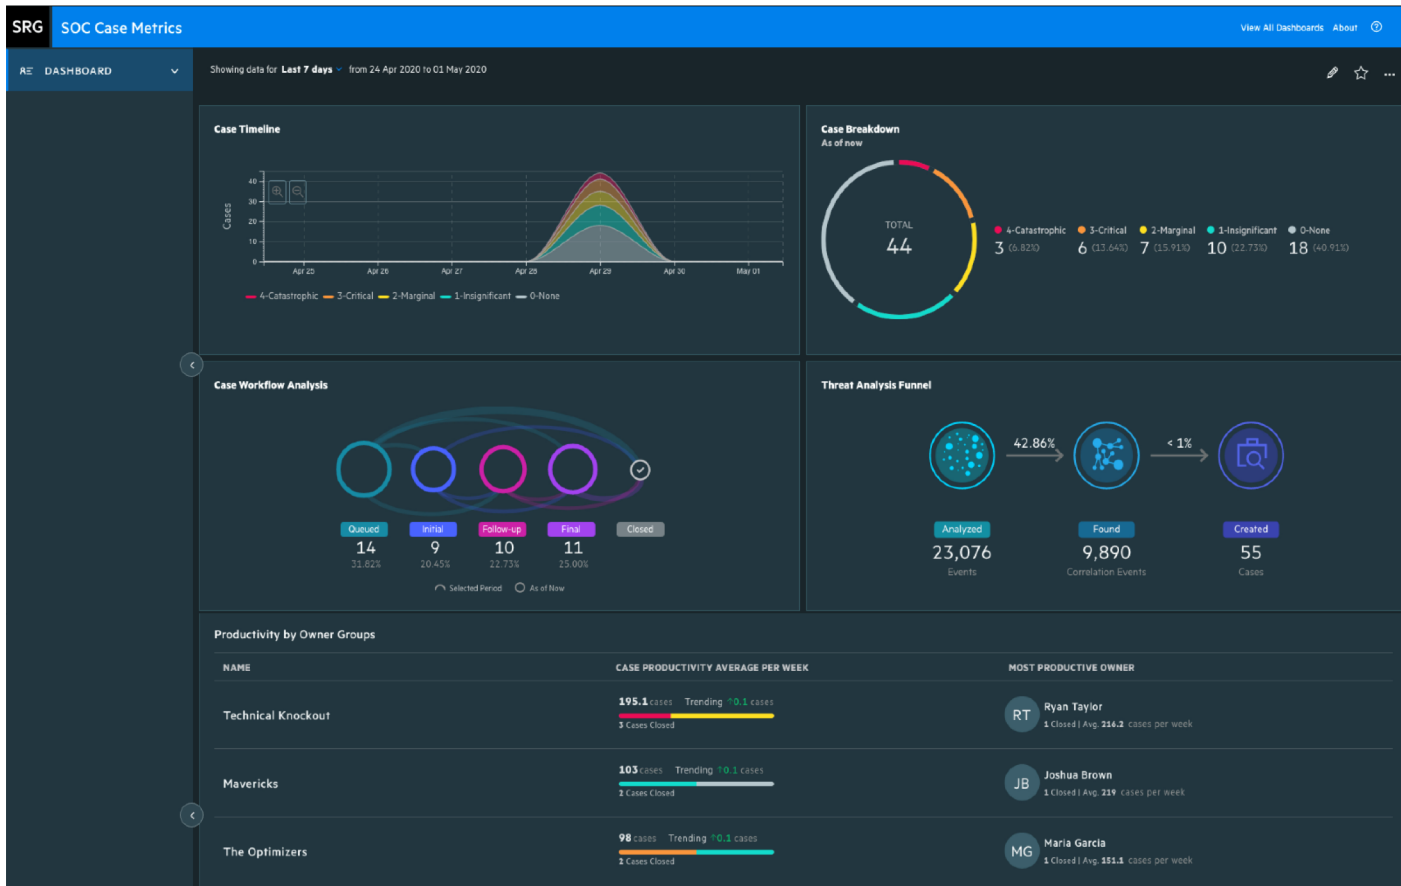 SRG SOC Case Metrics
View All Dashboards About ?
DASHBOARD
Showing data for Last 7 days from 24 Apr 2020 to 01 May 2020
Case Timeline
Cases
40
30
20
10
0
Apr 25 Apr 26 Apr 27 Apr 28 Apr 29 Apr 30 May 01
4-Catastrophic 3-Critical 2-Marginal 1-Insignificant 0-None
Case Breakdown
As of now
TOTAL
44
4-Catastrophic 3-Critical 2-Marginal 1-Insignificant 0-None
3 (6.82%) 6 (13.64%) 7 (15.91%) 10 (22.73%) 18 (40.91%)
Case Workflow Analysis
Queued Initial Follow-up Final Closed
14 9 10 11
31.82% 20.45% 22.73% 25.00%
Selected Period As of Now
Threat Analysis Funnel
42.86% < 1%
Analyzed Found Created
23,076 9,890 55
Events Correlation Events Cases
Productivity by Owner Groups
NAME CASE PRODUCTIVITY AVERAGE PER WEEK MOST PRODUCTIVE OWNER
Technical Knockout
195.1 cases Trending ↑0.1 cases
3 Cases Closed
RT
Ryan Taylor
1 Closed | Avg. 216.2 cases per week
Mavericks
103 cases Trending ↑0.1 cases
2 Cases Closed
JB
Joshua Brown
1 Closed | Avg. 219 cases per week
The Optimizers
98 cases Trending ↑0.1 cases
2 Cases Closed
MG
Maria Garcia
1 Closed | Avg. 151.1 cases per week